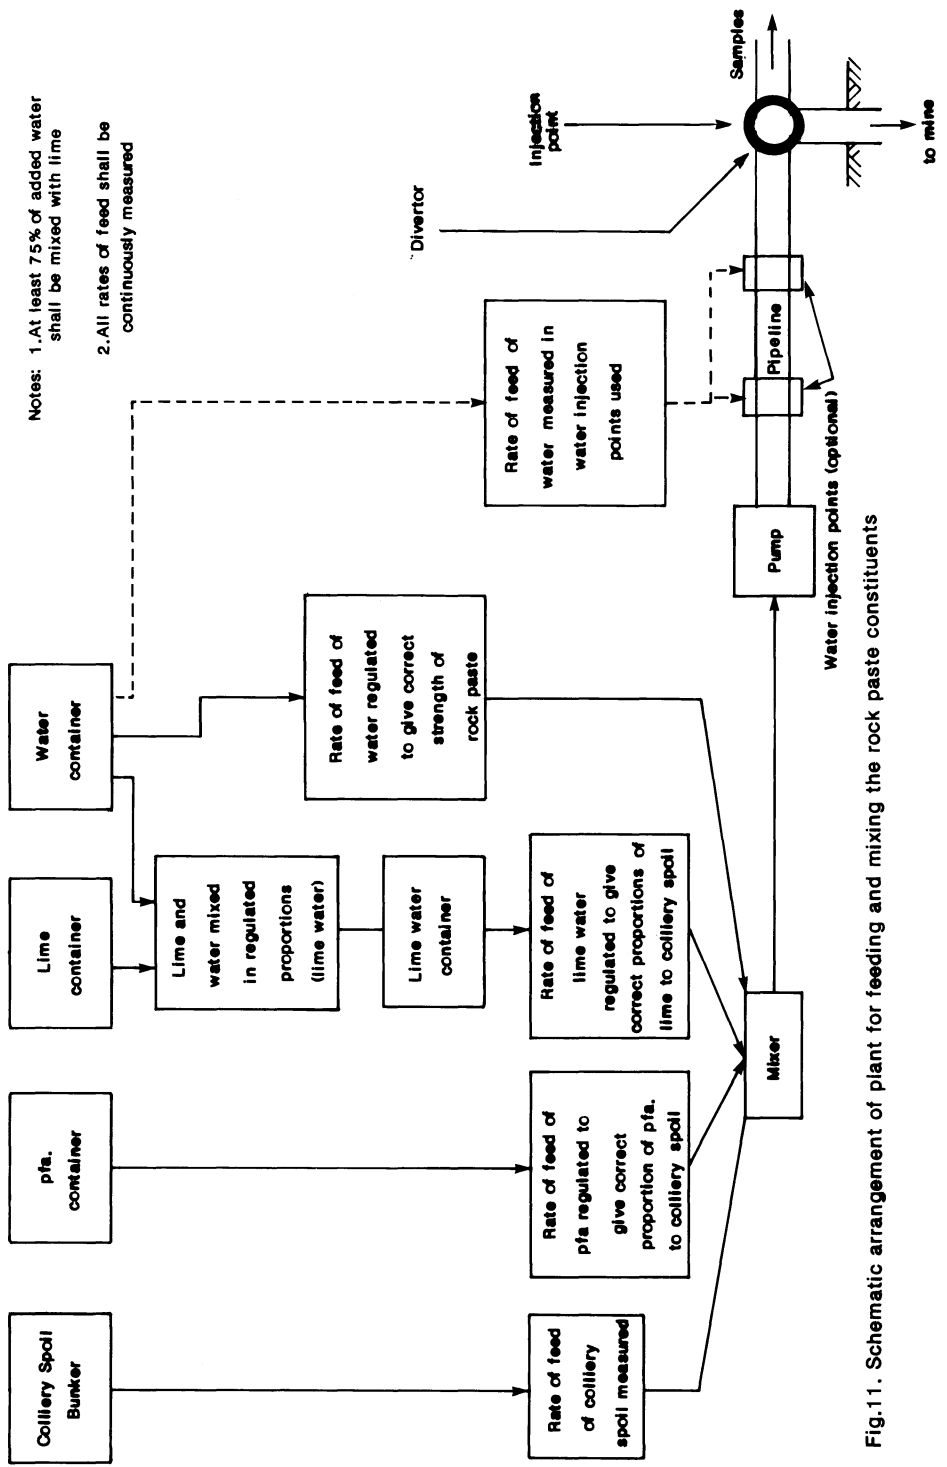 Notes: 1.At least 75% of added water
shall be mixed with lime
2.All rates of feed shall be
continuously measured
Colliery Spoil
Bunker
pfa.
container
Lime
container
Water
container
Lime and
water mixed
in regulated
proportions
(lime water)
Lime water
container
Rate of feed
of colliery
spoil measured
Rate of feed of
pfa regulated to
give correct
proportion of pfa.
to colliery spoil
Rate of feed of
lime water
regulated to give
correct proportions of
lime to colliery spoil
Rate of feed of
water regulated
to give correct
strength of
rock paste
Rate of feed of
water measured in
water injection
points used
Divertor
Injection
point
Samples
Mixer
Pump
Pipeline
to mine
Water injection points (optional)
Fig.11. Schematic arrangement of plant for feeding and mixing the rock paste constituents